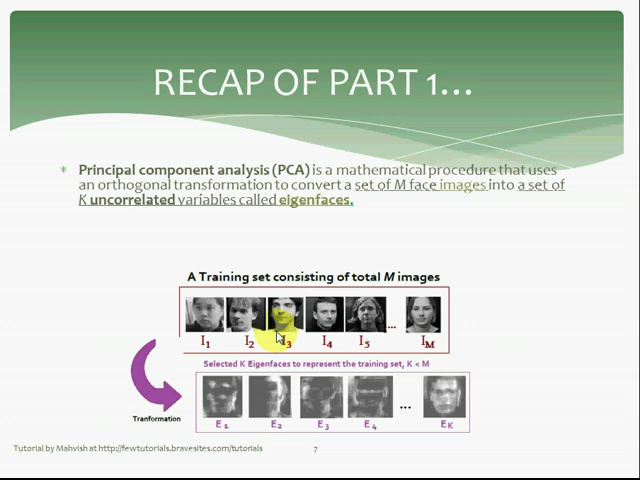 RECAP OF PART 1...
Principal component analysis (PCA) is a mathematical procedure that uses
an orthogonal transformation to convert a set of M face images into a set of
K uncorrelated variables called eigenfaces.
A Training set consisting of total M images
I1 I2 I3 I4 I5 ... IM
Selected K Eigenfaces to represent the training set, K < M
E1 E2 E3 E4 ... EK
Tranformation
Tutorial by Mahvish at http://fewtutorials.bravesites.com/tutorials 7